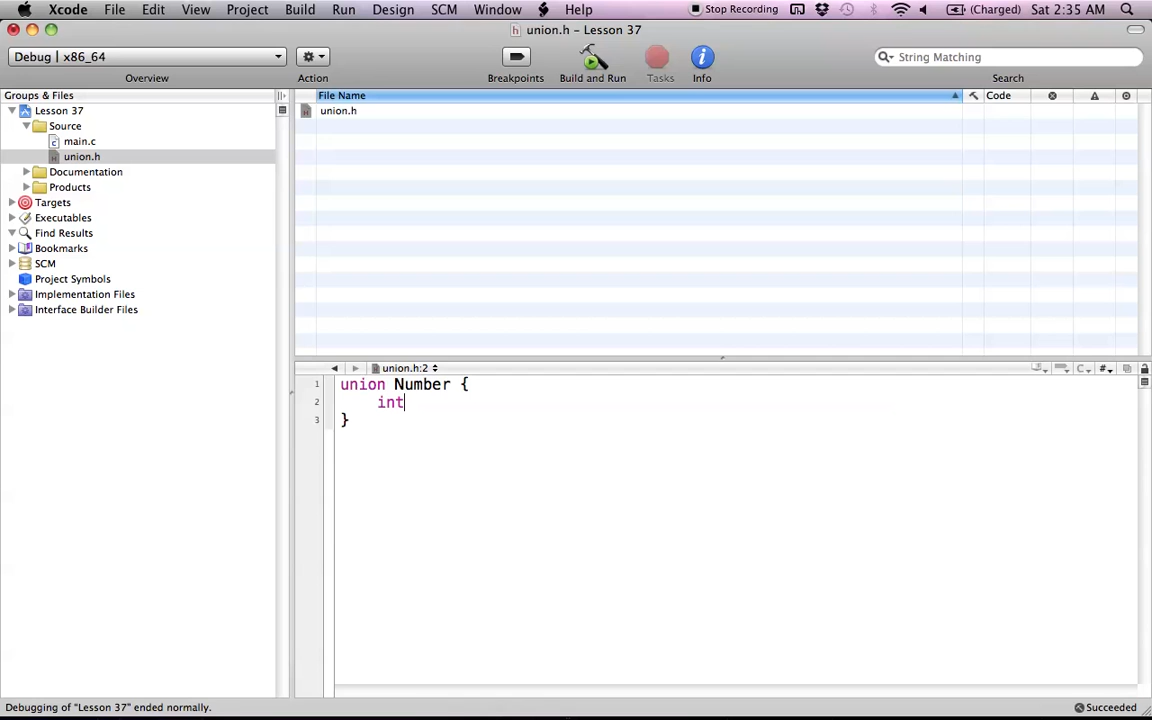 Xcode File Edit View Project Build Run Design SCM Window Help Stop Recording (Charged) Sat 2:35 AM
union.h – Lesson 37
Debug | x86_64
String Matching
Overview Action Breakpoints Build and Run Tasks Info Search
Groups & Files
File Name Code
Lesson 37
union.h
Source
main.c
union.h
Documentation
Products
Targets
Executables
Find Results
Bookmarks
SCM
Project Symbols
Implementation Files
Interface Builder Files
union.h:2 C #
1 union Number {
2 int
3 }
Debugging of "Lesson 37" ended normally. Succeeded